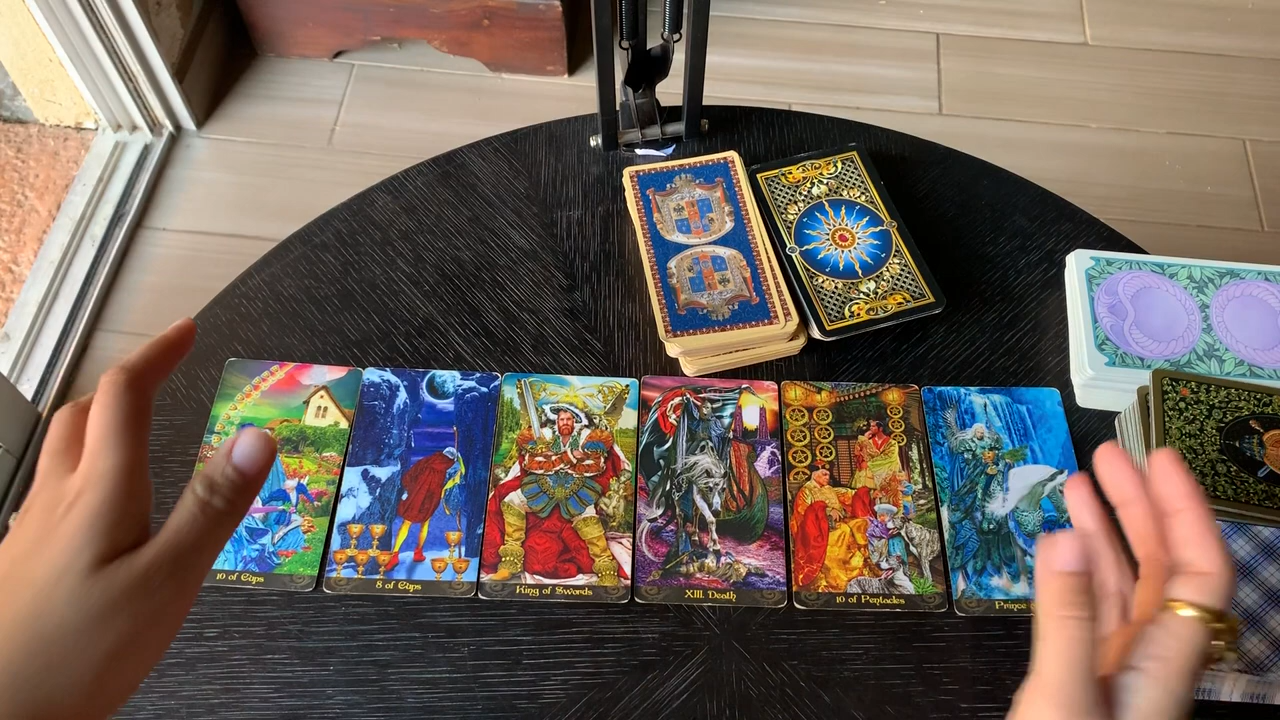 10 of Cups
8 of Cups
King of Swords
XIII. Death
10 of Pentacles
Prince